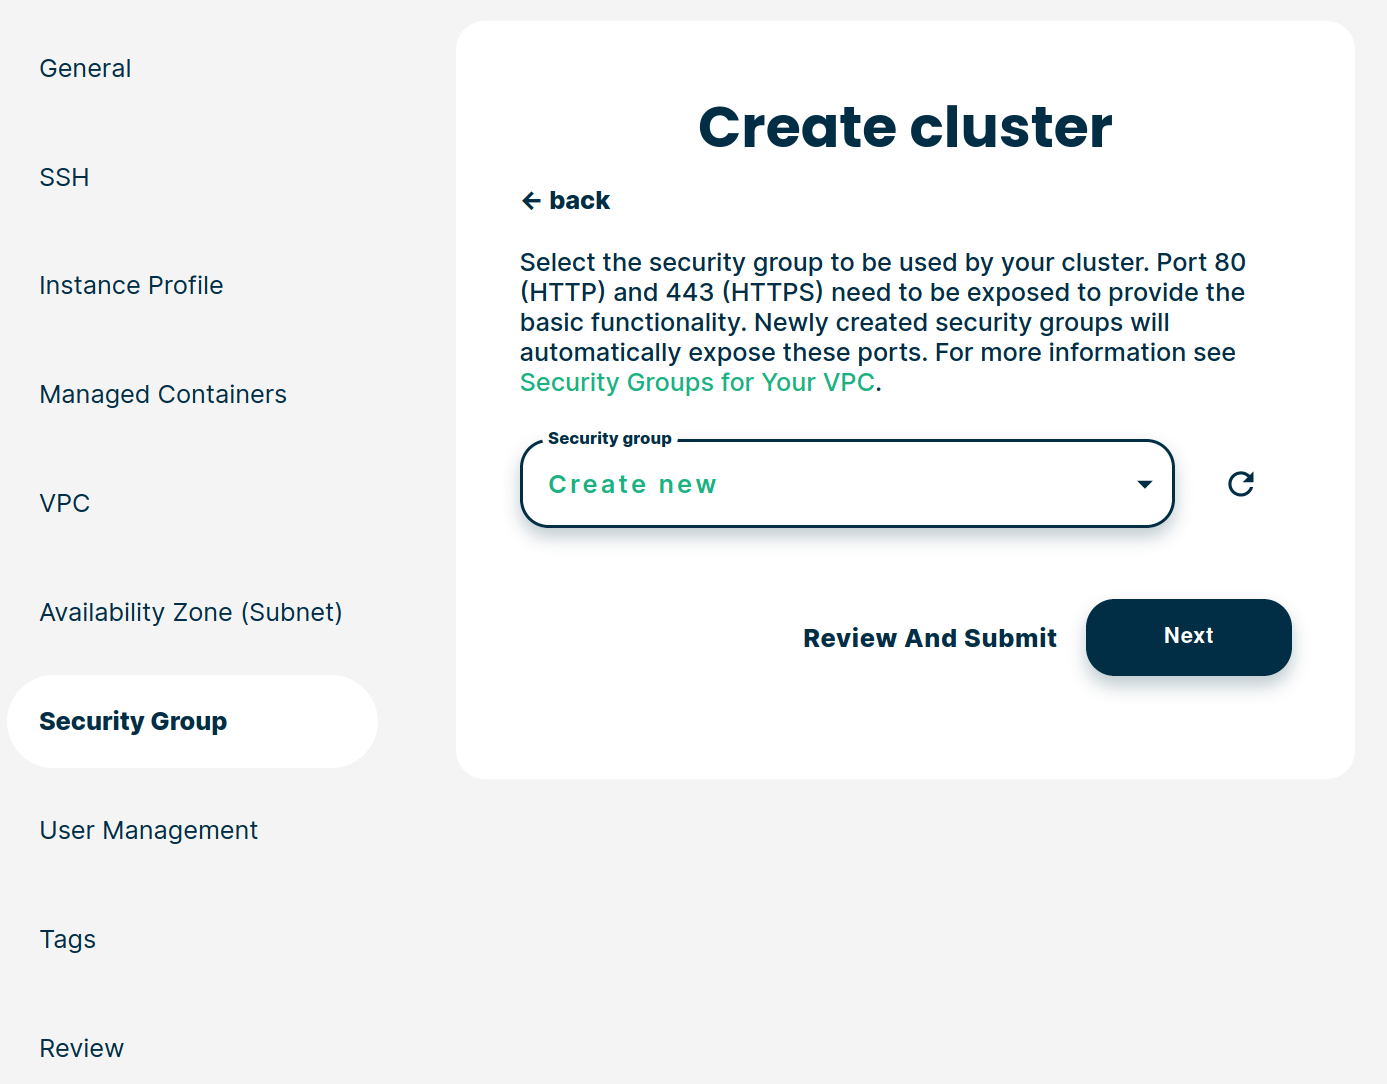 General
SSH
Instance Profile
Managed Containers
VPC
Availability Zone (Subnet)
Security Group
User Management
Tags
Review
Create cluster
back
Select the security group to be used by your cluster. Port 80
(HTTP) and 443 (HTTPS) need to be exposed to provide the
basic functionality. Newly created security groups will
automatically expose these ports. For more information see
Security Groups for Your VPC.
Security group
Create new
Review And Submit
Next